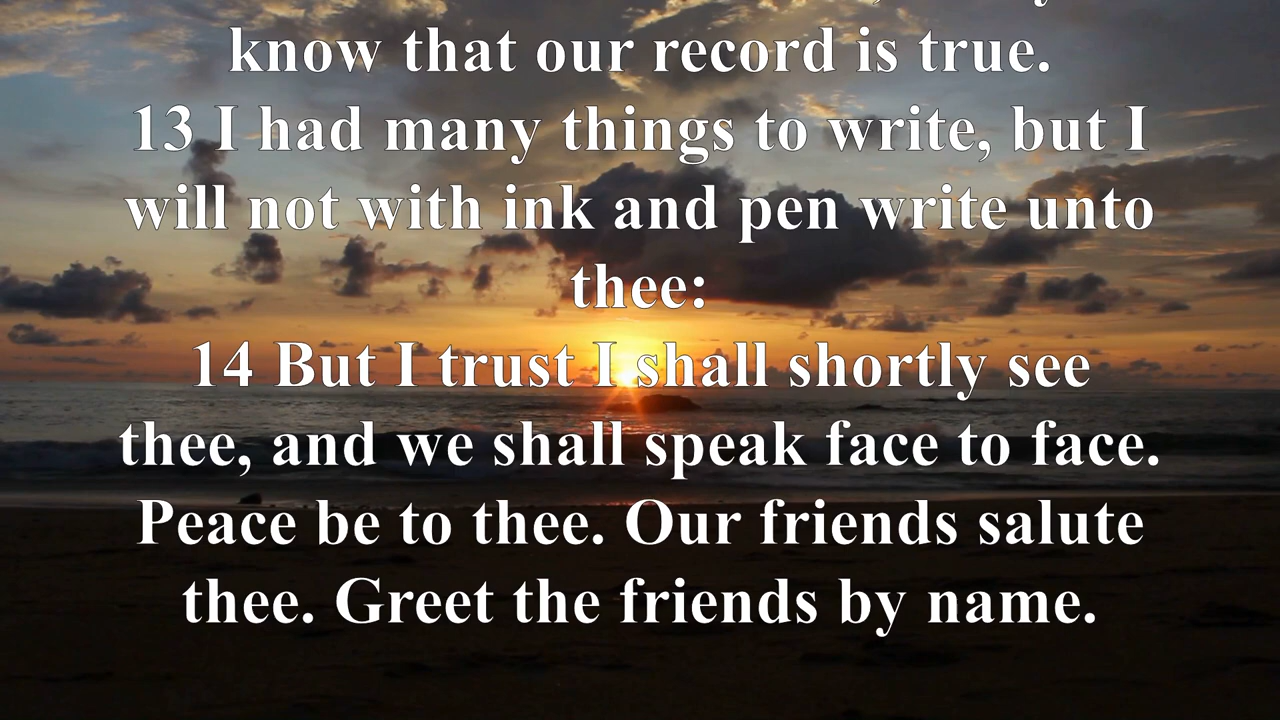 know that our record is true.
13 I had many things to write, but I
will not with ink and pen write unto
thee:
14 But I trust I shall shortly see
thee, and we shall speak face to face.
Peace be to thee. Our friends salute
thee. Greet the friends by name.